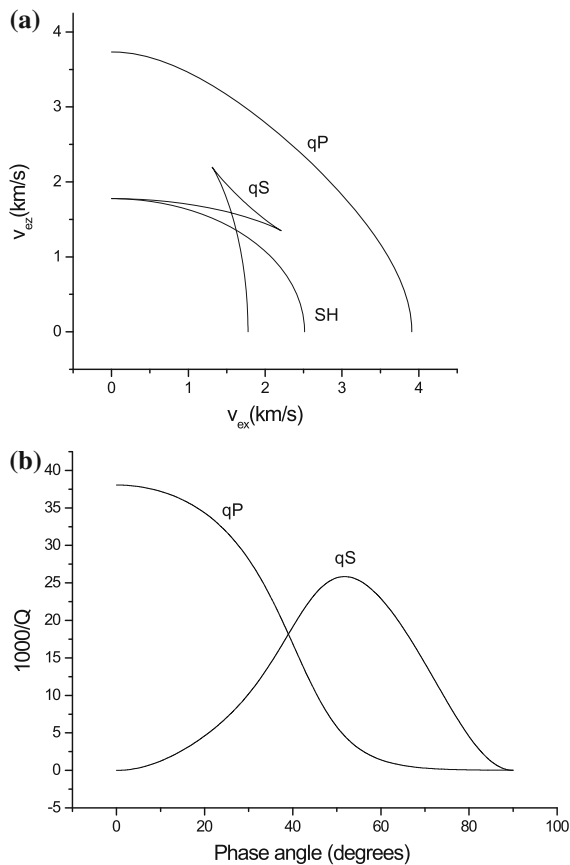 (a)
4
3
2
1
0
v_ez(km/s)
qP
qS
SH
0 1 2 3 4
v_ex(km/s)
(b)
40
35
30
25
20
15
10
5
0
-5
1000/Q
qP
qS
0 20 40 60 80 100
Phase angle (degrees)